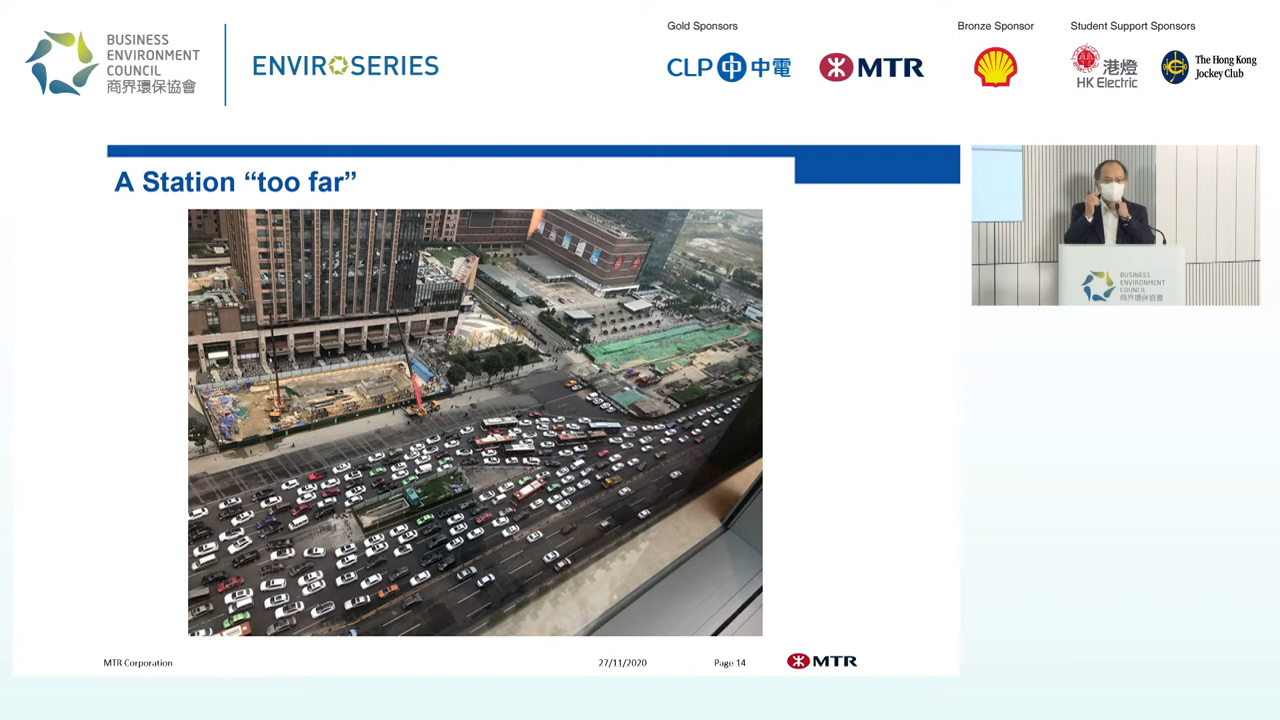 BUSINESS
ENVIRONMENT
COUNCIL
商界環保協會
ENVIROSERIES
Gold Sponsors
CLP 中 中電
MTR
Bronze Sponsor
Student Support Sponsors
港燈
HK Electric
The Hong Kong
Jockey Club
A Station “too far”
BUSINESS
ENVIRONMENT
COUNCIL
商界環保協會
MTR Corporation
27/11/2020
Page 14
MTR